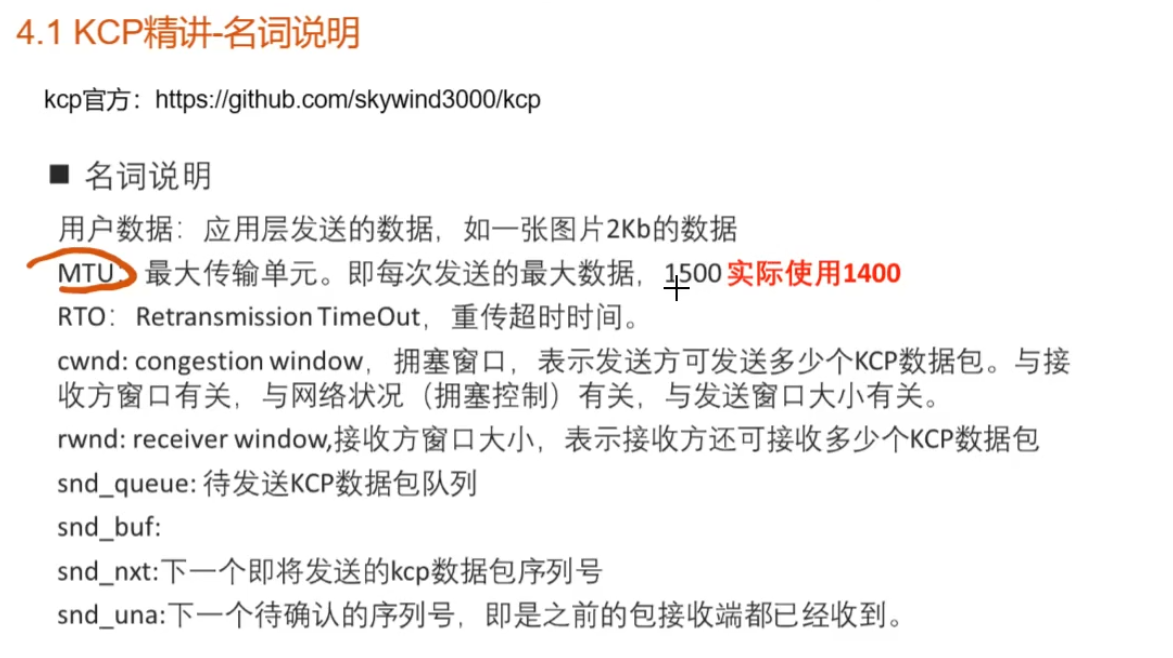 4.1 KCP精讲-名词说明
kcp官方：https://github.com/skywind3000/kcp
■ 名词说明
用户数据：应用层发送的数据，如一张图片2Kb的数据
MTU：最大传输单元。即每次发送的最大数据，1500 实际使用1400
RTO：Retransmission TimeOut，重传超时时间。
cwnd: congestion window，拥塞窗口，表示发送方可发送多少个KCP数据包。与接
收方窗口有关，与网络状况（拥塞控制）有关，与发送窗口大小有关。
rwnd: receiver window,接收方窗口大小，表示接收方还可接收多少个KCP数据包
snd_queue: 待发送KCP数据包队列
snd_buf:
snd_nxt:下一个即将发送的kcp数据包序列号
snd_una:下一个待确认的序列号，即是之前的包接收端都已经收到。